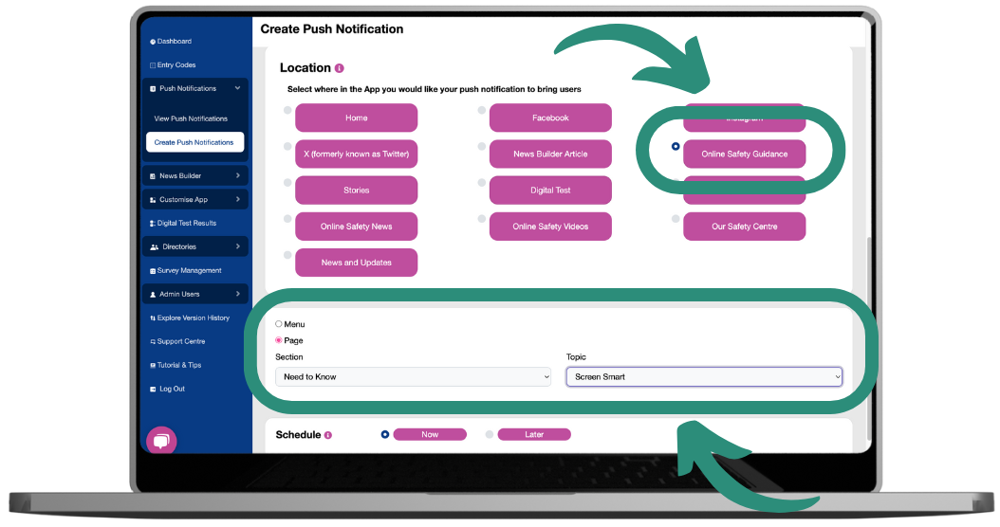 Create Push Notification
Dashboard
Entry Codes
Push Notifications
View Push Notifications
Create Push Notifications
News Builder
Customise App
Digital Test Results
Directories
Survey Management
Admin Users
Explore Version History
Support Centre
Tutorial & Tips
Log Out
Location
Select where in the App you would like your push notification to bring users
Home
Facebook
X (formerly known as Twitter)
News Builder Article
Online Safety Guidance
Stories
Digital Test
Online Safety News
Online Safety Videos
Our Safety Centre
News and Updates
Menu
Page
Section
Topic
Need to Know
Screen Smart
Schedule
Now
Later